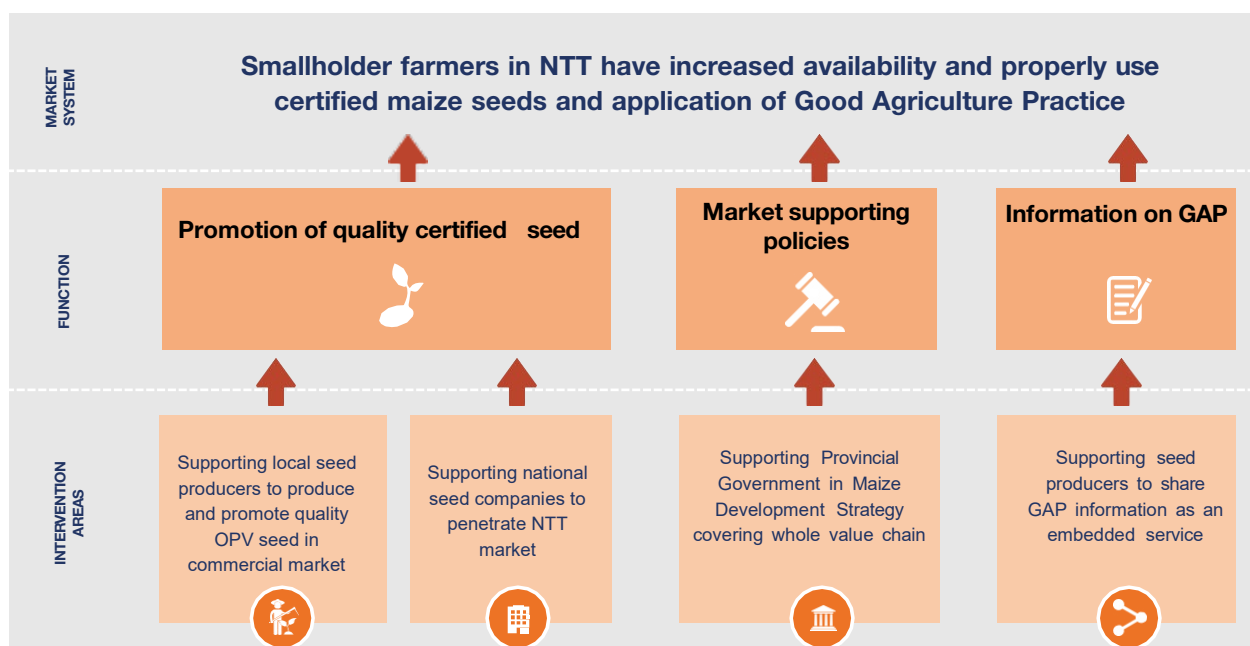 MARKET
SYSTEM
Smallholder farmers in NTT have increased availability and properly use
certified maize seeds and application of Good Agriculture Practice
FUNCTION
Promotion of quality certified seed
Market supporting
policies
Information on GAP
INTERVENTION
AREAS
Supporting local seed
producers to produce
and promote quality
OPV seed in
commercial market
Supporting national
seed companies to
penetrate NTT
market
Supporting Provincial
Government in Maize
Development Strategy
covering whole value chain
Supporting seed
producers to share
GAP information as an
embedded service